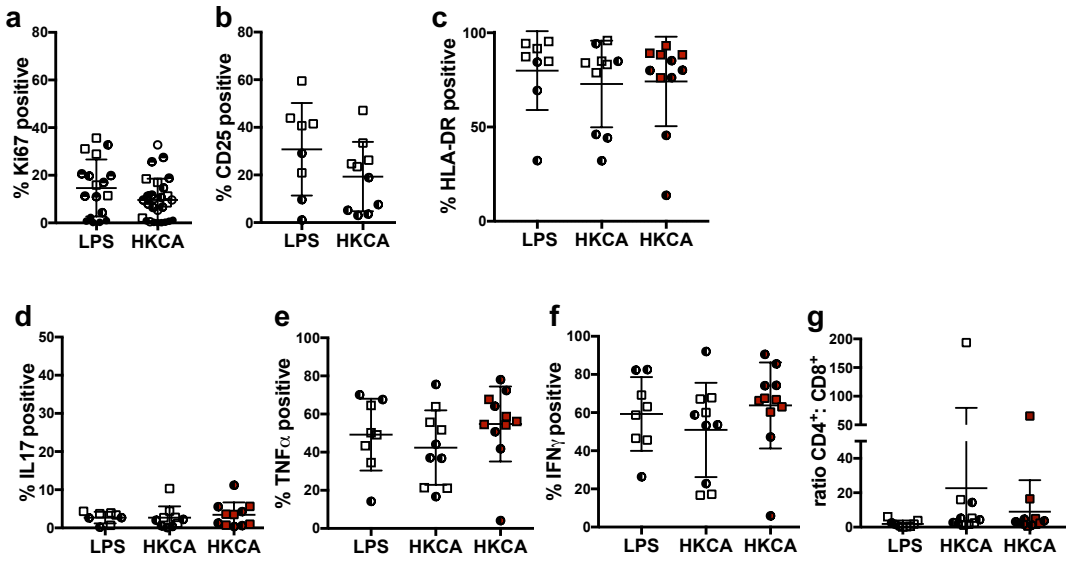 a
% Ki67 positive
80
60
40
20
0
LPS HKCA
b
% CD25 positive
80
60
40
20
0
LPS HKCA
c
% HLA-DR positive
100
50
0
LPS HKCA HKCA
d
% IL17 positive
50
40
30
20
10
0
LPS HKCA HKCA
e
% TNFα positive
100
80
60
40
20
0
LPS HKCA HKCA
f
% IFNγ positive
100
80
60
40
20
0
LPS HKCA HKCA
g
ratio CD4⁺: CD8⁺
200
150
100
50
40
20
0
LPS HKCA HKCA